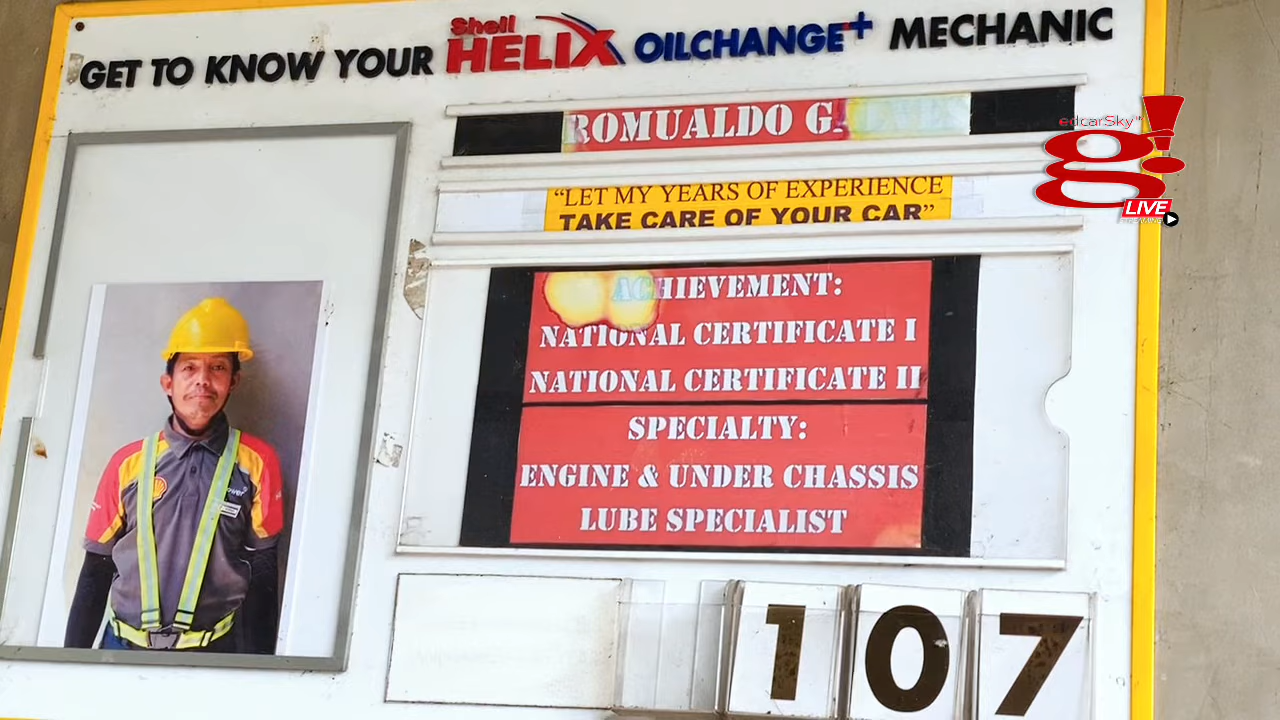 GET TO KNOW YOUR Shell HELIX OILCHANGE+ MECHANIC
ROMUALDO G.
"LET MY YEARS OF EXPERIENCE
TAKE CARE OF YOUR CAR"
ACHIEVEMENT:
NATIONAL CERTIFICATE I
NATIONAL CERTIFICATE II
SPECIALTY:
ENGINE & UNDER CHASSIS
LUBE SPECIALIST
107
edcarSky™
g!
LIVE